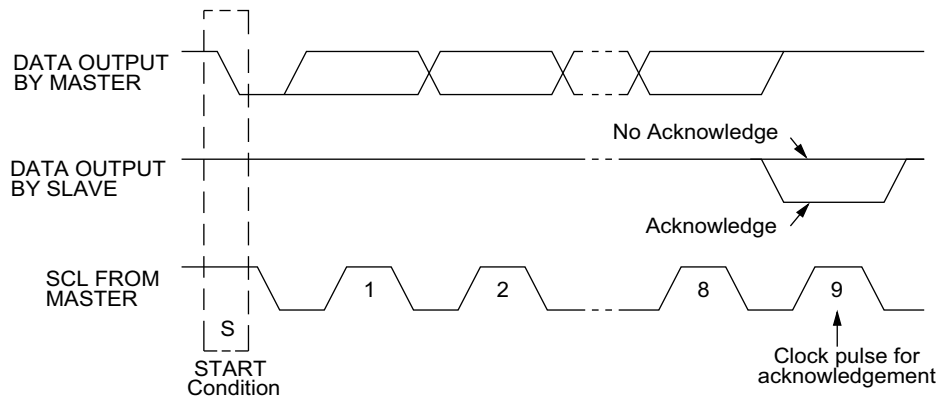 DATA OUTPUT
BY MASTER
No Acknowledge
DATA OUTPUT
BY SLAVE
Acknowledge
SCL FROM
MASTER
1
2
8
9
S
START
Condition
Clock pulse for
acknowledgement